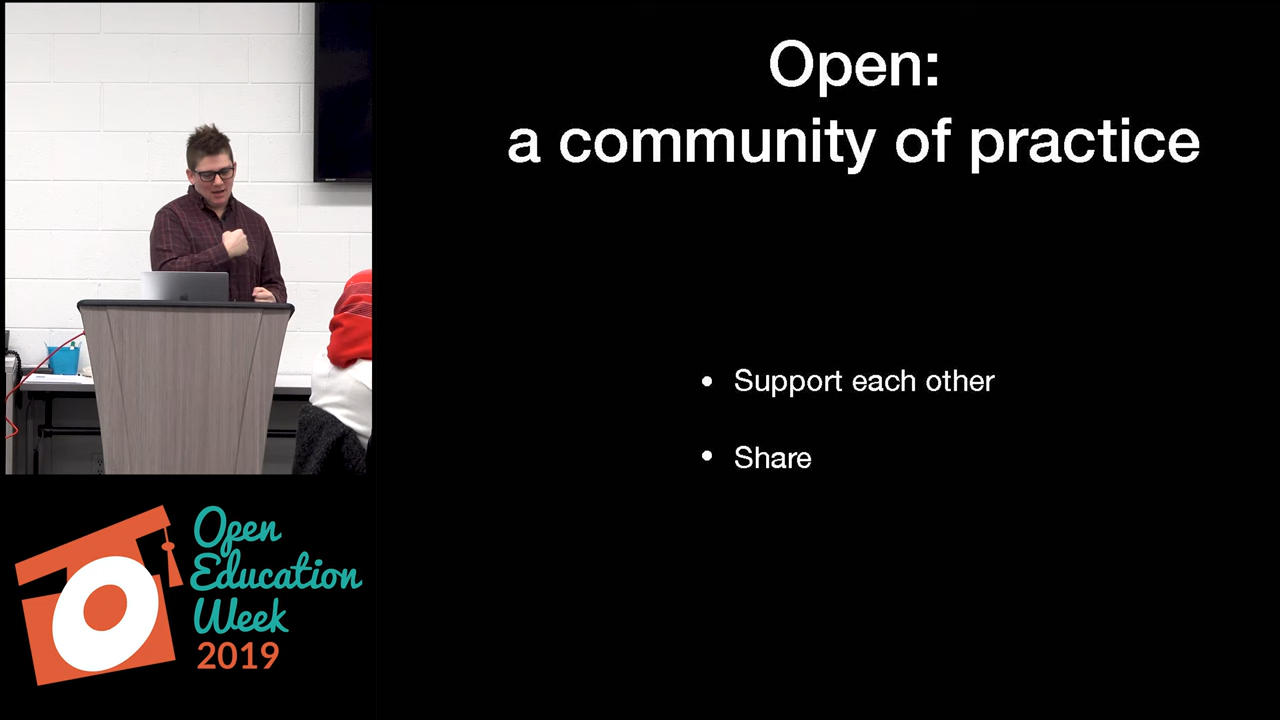 Open:
a community of practice
• Support each other
• Share
Open
Education
Week
2019